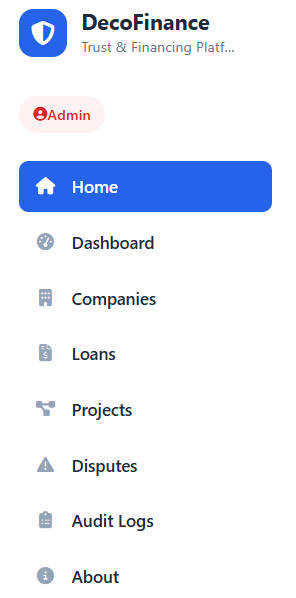 DecoFinance
Trust & Financing Platf...
Admin
Home
Dashboard
Companies
Loans
Projects
Disputes
Audit Logs
About